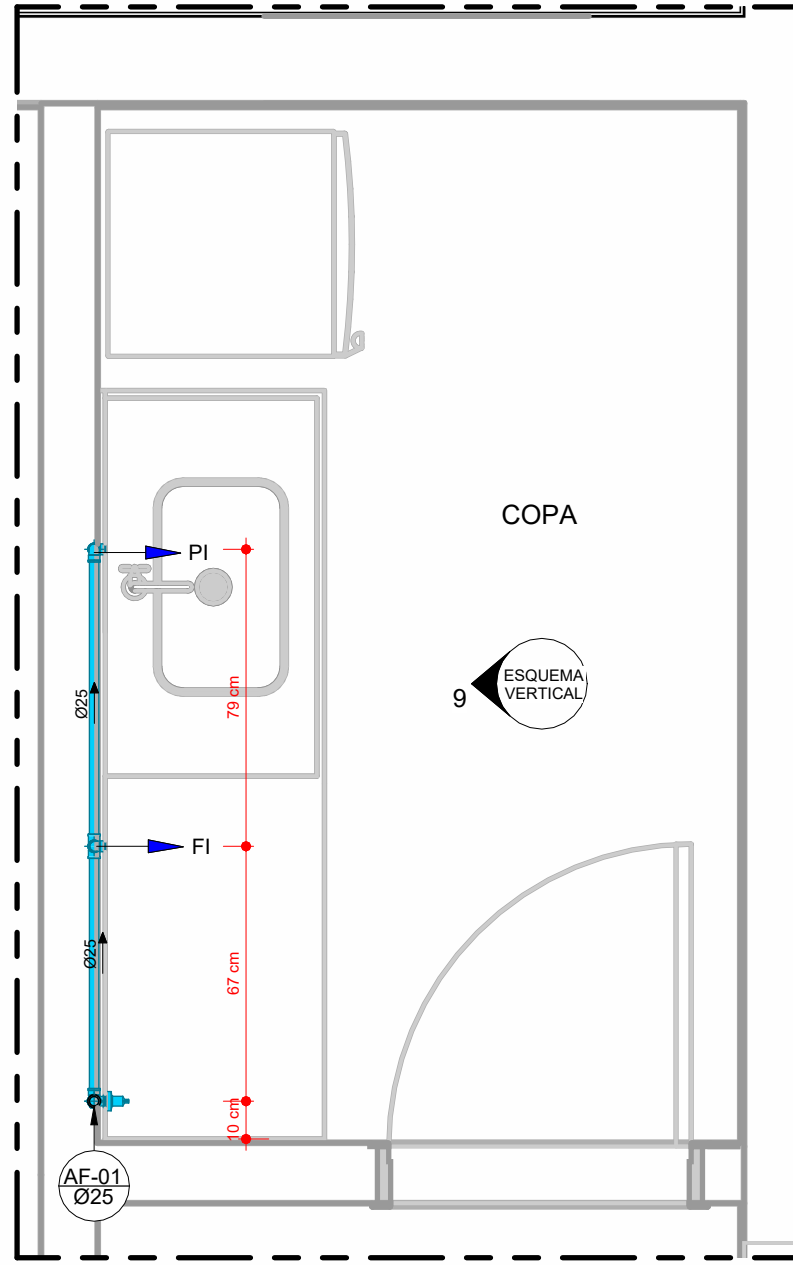 COPA
PI
79 cm
Ø25
9
ESQUEMA
VERTICAL
FI
Ø25
67 cm
10 cm
AF-01
Ø25